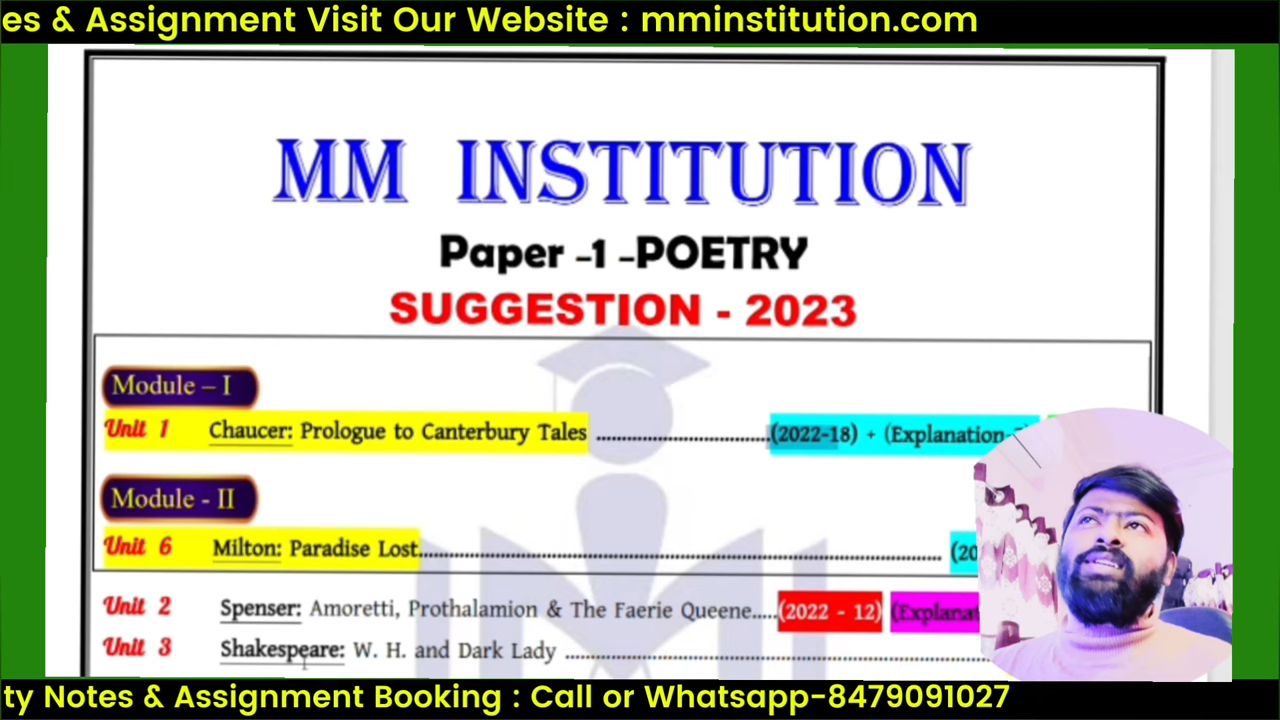 es & Assignment Visit Our Website : mminstitution.com
MM INSTITUTION
Paper -1 -POETRY
SUGGESTION - 2023
Module – I
Unit 1 Chaucer: Prologue to Canterbury Tales ....................................(2022-18) + (Explanation
Module - II
Unit 6 Milton: Paradise Lost.................................................................................................... (20
Unit 2 Spenser: Amoretti, Prothalamion & The Faerie Queene.....(2022 - 12) (Explanat
Unit 3 Shakespeare: W. H. and Dark Lady ................................................................................
ty Notes & Assignment Booking : Call or Whatsapp-8479091027